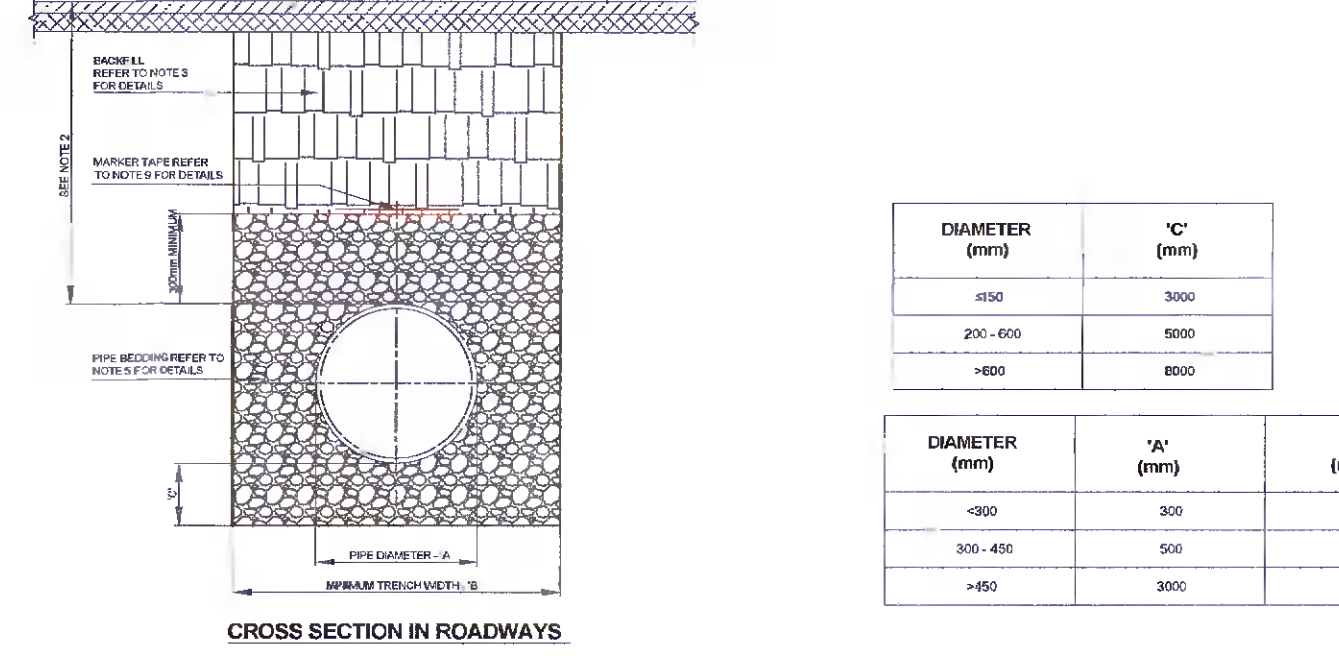 BACKFILL
REFER TO NOTE 3
FOR DETAILS
SEE NOTE 2
MARKER TAPE REFER
TO NOTE 9 FOR DETAILS
300mm MINIMUM
PIPE BEDDING REFER TO
NOTE 5 FOR DETAILS
'C'
PIPE DIAMETER - 'A
MINIMUM TRENCH WIDTH - 'B
CROSS SECTION IN ROADWAYS
DIAMETER 'C'
(mm) (mm)
≤150 3000
200 - 600 5000
>600 8000
DIAMETER 'A'
(mm) (mm)
<300 300
300 - 450 500
>450 3000